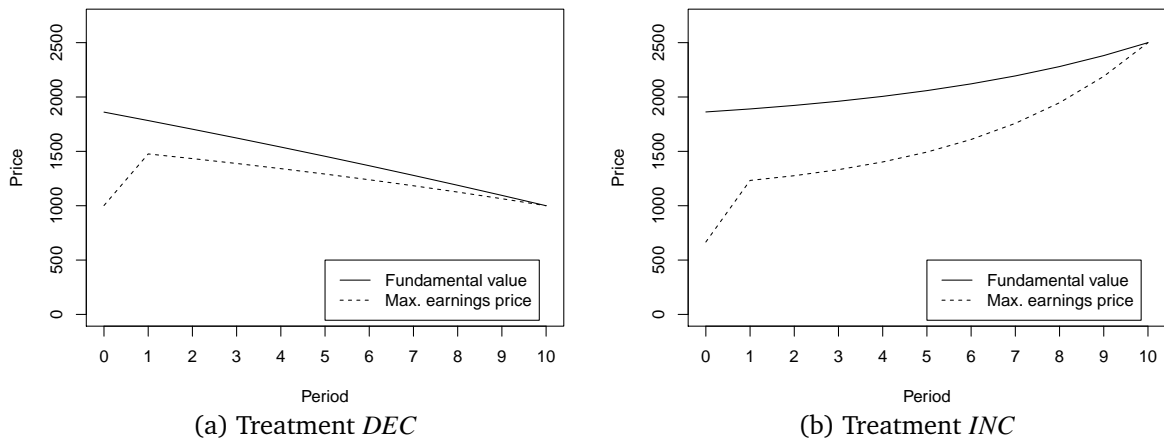 2500
2000
1500
1000
500
0
Price
Fundamental value
Max. earnings price
0 1 2 3 4 5 6 7 8 9 10
Period
(a) Treatment DEC
2500
2000
1500
1000
500
0
Price
Fundamental value
Max. earnings price
0 1 2 3 4 5 6 7 8 9 10
Period
(b) Treatment INC